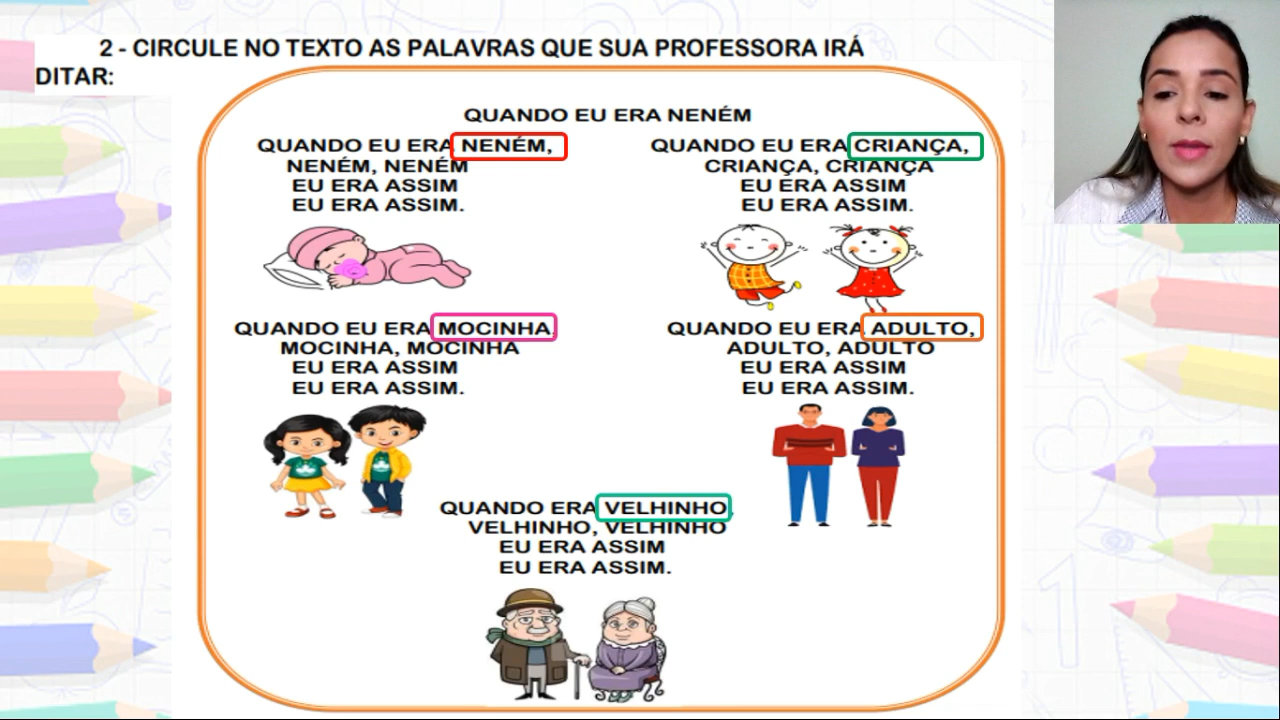 2 - CIRCULE NO TEXTO AS PALAVRAS QUE SUA PROFESSORA IRÁ
DITAR:
QUANDO EU ERA NENÉM
QUANDO EU ERA NENÉM,
NENÉM, NENÉM
EU ERA ASSIM
EU ERA ASSIM.
QUANDO EU ERA CRIANÇA,
CRIANÇA, CRIANÇA
EU ERA ASSIM
EU ERA ASSIM.
QUANDO EU ERA MOCINHA,
MOCINHA, MOCINHA
EU ERA ASSIM
EU ERA ASSIM.
QUANDO EU ERA ADULTO,
ADULTO, ADULTO
EU ERA ASSIM
EU ERA ASSIM.
QUANDO ERA VELHINHO,
VELHINHO, VELHINHO
EU ERA ASSIM
EU ERA ASSIM.